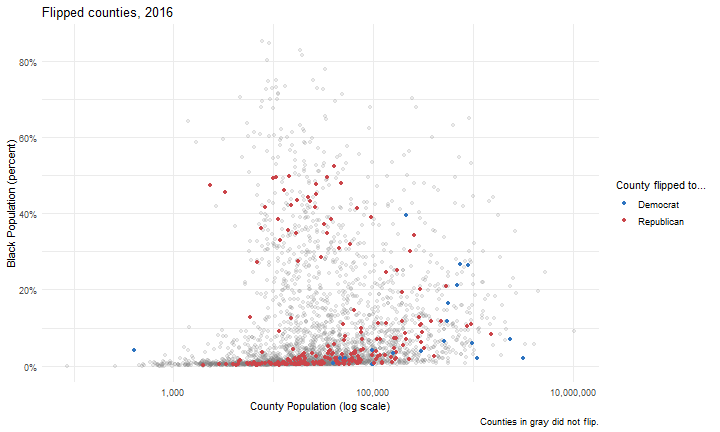 Flipped counties, 2016
Black Population (percent)
80%
60%
40%
20%
0%
1,000
100,000
10,000,000
County Population (log scale)
County flipped to...
Democrat
Republican
Counties in gray did not flip.